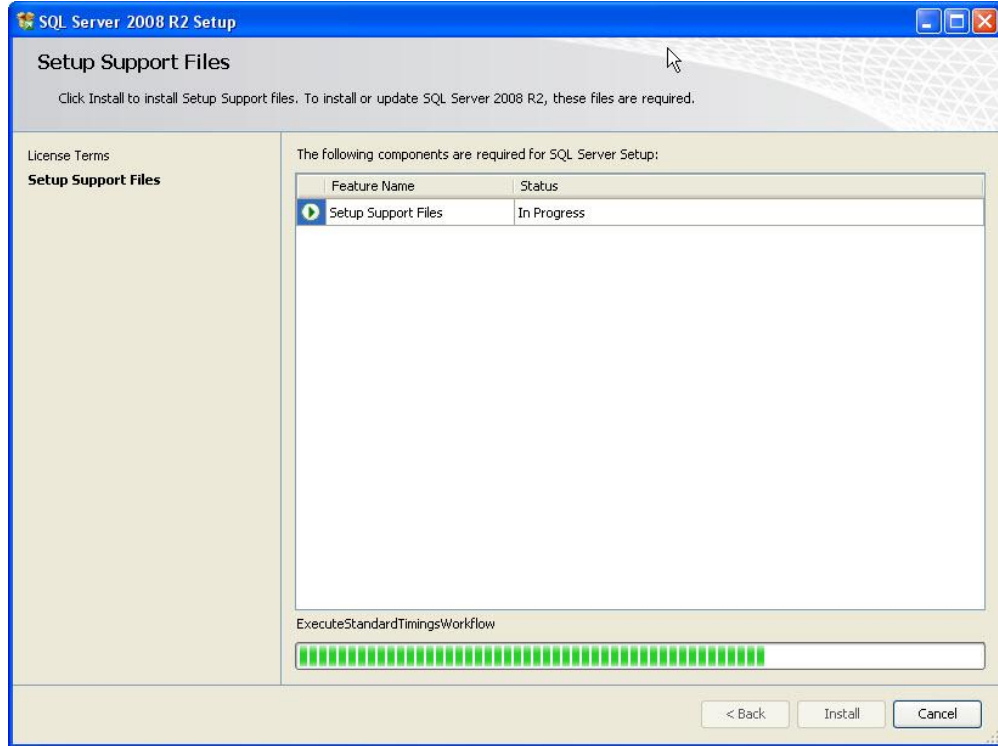 SQL Server 2008 R2 Setup
Setup Support Files
Click Install to install Setup Support files. To install or update SQL Server 2008 R2, these files are required.
License Terms
Setup Support Files
The following components are required for SQL Server Setup:
Feature Name Status
Setup Support Files In Progress
ExecuteStandardTimingsWorkflow
< Back Install Cancel